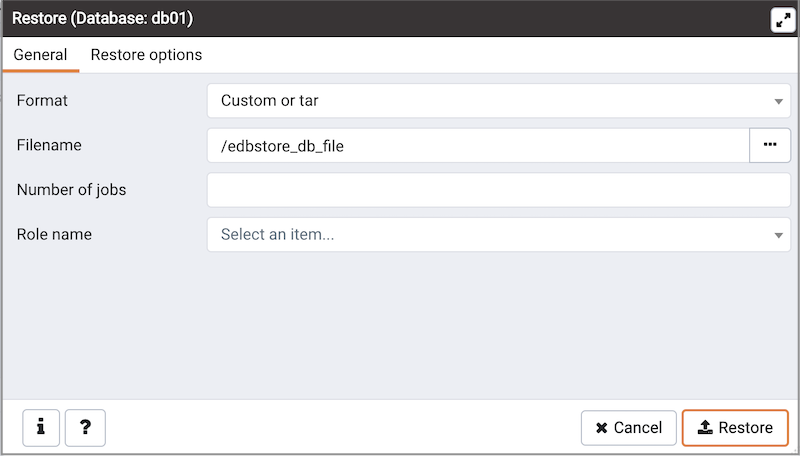 Restore (Database: db01)
General Restore options
Format Custom or tar
Filename /edbstore_db_file
Number of jobs
Role name Select an item...
i ? Cancel Restore